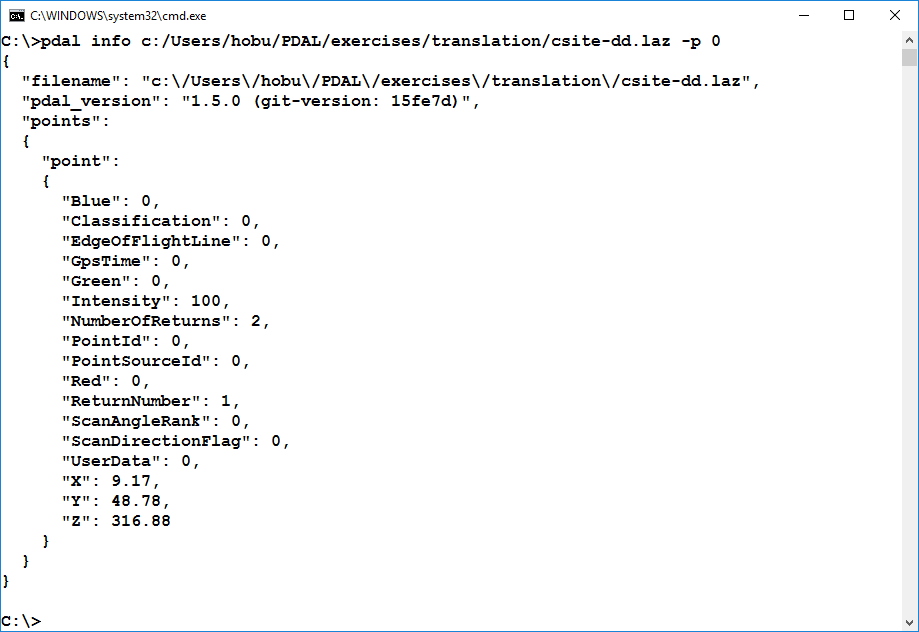 C:\WINDOWS\system32\cmd.exe
C:\>pdal info c:/Users/hobu/PDAL/exercises/translation/csite-dd.laz -p 0
{
  "filename": "c:\/Users\/hobu\/PDAL\/exercises\/translation\/csite-dd.laz",
  "pdal_version": "1.5.0 (git-version: 15fe7d)",
  "points":
  {
    "point":
    {
      "Blue": 0,
      "Classification": 0,
      "EdgeOfFlightLine": 0,
      "GpsTime": 0,
      "Green": 0,
      "Intensity": 100,
      "NumberOfReturns": 2,
      "PointId": 0,
      "PointSourceId": 0,
      "Red": 0,
      "ReturnNumber": 1,
      "ScanAngleRank": 0,
      "ScanDirectionFlag": 0,
      "UserData": 0,
      "X": 9.17,
      "Y": 48.78,
      "Z": 316.88
    }
  }
}
C:\>